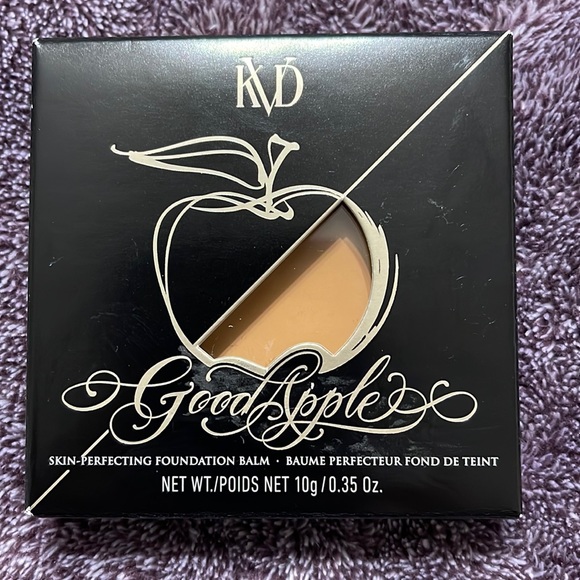 KVD
Good Apple
SKIN-PERFECTING FOUNDATION BALM · BAUME PERFECTEUR FOND DE TEINT
NET WT./POIDS NET 10g/0.35 Oz.